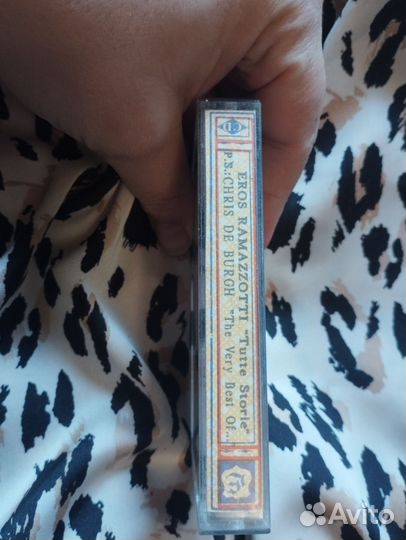 EROS RAMAZZOTTI "Tutte Storie"
P.S.:CHRIS DE BURGH "The Very Best Of...
Avito